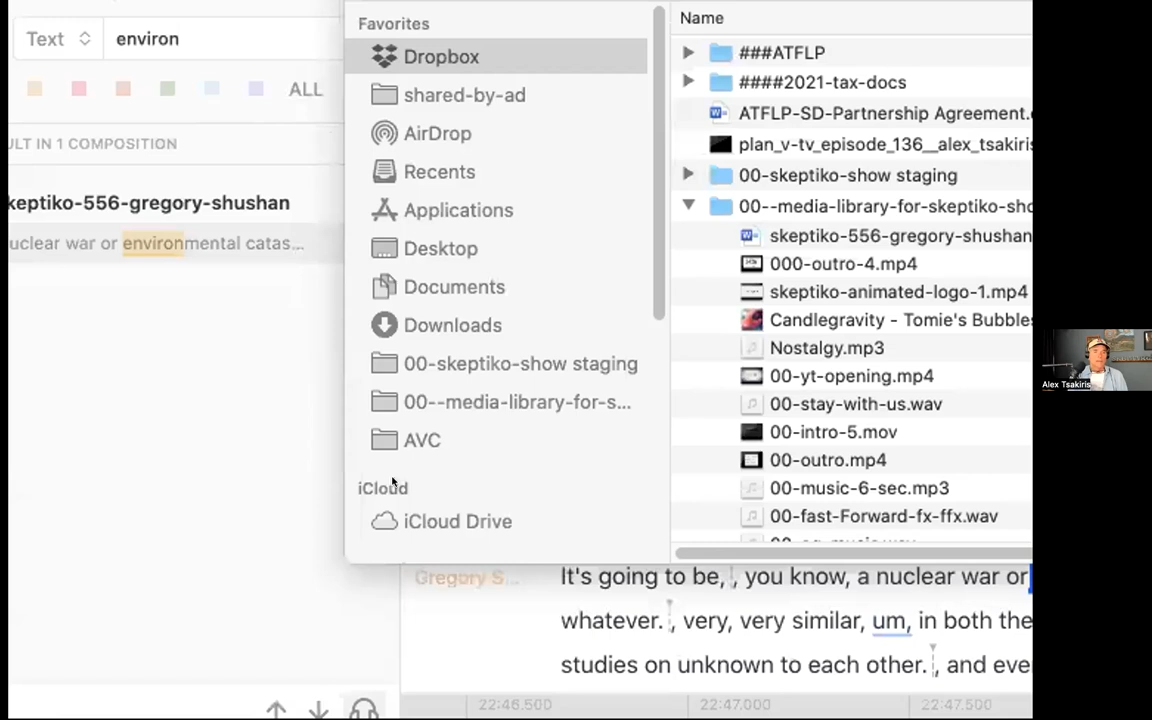 Text
environ
ALL
ULT IN 1 COMPOSITION
keptiko-556-gregory-shushan
uclear war or environmental catas...
Favorites
Dropbox
shared-by-ad
AirDrop
Recents
Applications
Desktop
Documents
Downloads
00-skeptiko-show staging
00--media-library-for-s...
AVC
iCloud
iCloud Drive
Name
###ATFLP
####2021-tax-docs
ATFLP-SD-Partnership Agreement.
plan_v-tv_episode_136__alex_tsakiris
00-skeptiko-show staging
00--media-library-for-skeptiko-sho
skeptiko-556-gregory-shushan
000-outro-4.mp4
skeptiko-animated-logo-1.mp4
Candlegravity - Tomie's Bubbles
Nostalgy.mp3
00-yt-opening.mp4
00-stay-with-us.wav
00-intro-5.mov
00-outro.mp4
00-music-6-sec.mp3
00-fast-Forward-fx-ffx.wav
Gregory S...
It's going to be, , you know, a nuclear war or
whatever. , very, very similar, um, in both the
studies on unknown to each other. , and eve
22:46.500
22:47.000
22:47.500
Alex Tsakiris